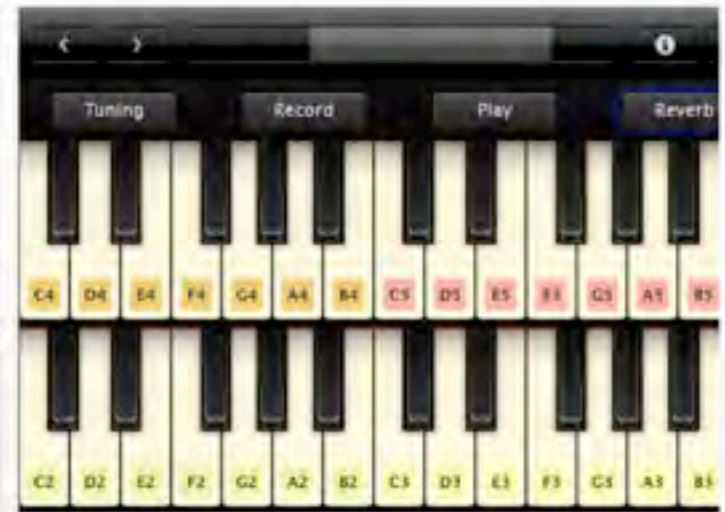 Tuning Record Play Reverb
C4 D4 E4 F4 G4 A4 B4 C5 D5 E5 F5 G5 A5 B5
C2 D2 E2 F2 G2 A2 B2 C3 D3 E3 F3 G3 A3 B3